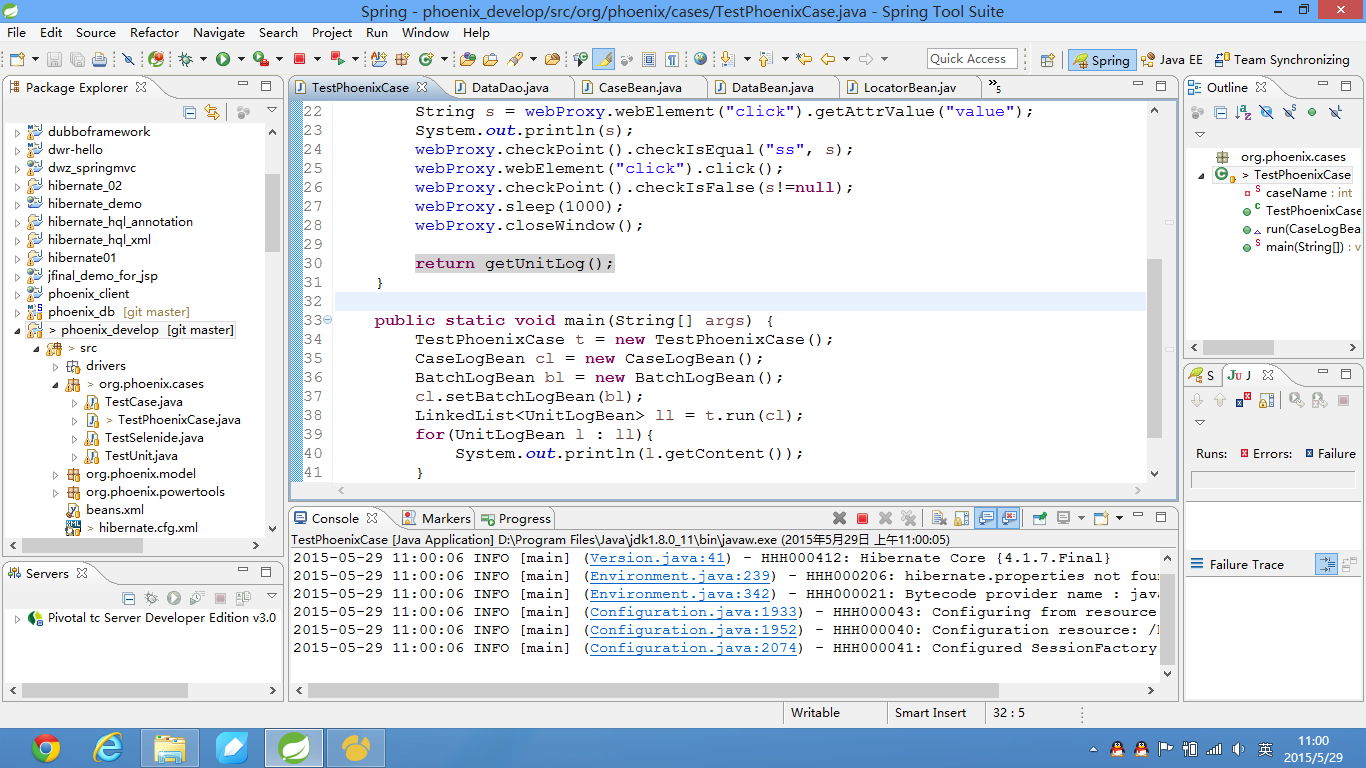 Spring - phoenix_develop/src/org/phoenix/cases/TestPhoenixCase.java - Spring Tool Suite
File Edit Source Refactor Navigate Search Project Run Window Help
Quick Access
Spring
Java EE
Team Synchronizing
Package Explorer
dubboframework
dwr-hello
dwz_springmvc
hibernate_02
hibernate_demo
hibernate_hql_annotation
hibernate_hql_xml
hibernate01
jfinal_demo_for_jsp
phoenix_client
phoenix_db [git master]
> phoenix_develop [git master]
> src
drivers
> org.phoenix.cases
TestCase.java
> TestPhoenixCase.java
TestSelenide.java
TestUnit.java
org.phoenix.model
org.phoenix.powertools
beans.xml
> hibernate.cfg.xml
Servers
Pivotal tc Server Developer Edition v3.0
TestPhoenixCase DataDao.java CaseBean.java DataBean.java LocatorBean.jav »5
22 String s = webProxy.webElement("click").getAttrValue("value");
23 System.out.println(s);
24 webProxy.checkPoint().checkIsEqual("ss", s);
25 webProxy.webElement("click").click();
26 webProxy.checkPoint().checkIsFalse(s!=null);
27 webProxy.sleep(1000);
28 webProxy.closeWindow();
29
30 return getUnitLog();
31 }
32
33 public static void main(String[] args) {
34 TestPhoenixCase t = new TestPhoenixCase();
35 CaseLogBean cl = new CaseLogBean();
36 BatchLogBean bl = new BatchLogBean();
37 cl.setBatchLogBean(bl);
38 LinkedList<UnitLogBean> ll = t.run(cl);
39 for(UnitLogBean l : ll){
40 System.out.println(l.getContent());
41 }
Console Markers Progress
TestPhoenixCase [Java Application] D:\Program Files\Java\jdk1.8.0_11\bin\javaw.exe (2015年5月29日 上午11:00:05)
2015-05-29 11:00:06 INFO [main] (Version.java:41) - HHH000412: Hibernate Core {4.1.7.Final}
2015-05-29 11:00:06 INFO [main] (Environment.java:239) - HHH000206: hibernate.properties not fou
2015-05-29 11:00:06 INFO [main] (Environment.java:342) - HHH000021: Bytecode provider name : java
2015-05-29 11:00:06 INFO [main] (Configuration.java:1933) - HHH000043: Configuring from resource
2015-05-29 11:00:06 INFO [main] (Configuration.java:1952) - HHH000040: Configuration resource: /
2015-05-29 11:00:06 INFO [main] (Configuration.java:2074) - HHH000041: Configured SessionFactory
Outline
org.phoenix.cases
> TestPhoenixCase
caseName : int
TestPhoenixCase
run(CaseLogBea
main(String[]) : v
S
JU J
Runs: Errors: Failure
Failure Trace
Writable
Smart Insert
32 : 5
英
11:00
2015/5/29